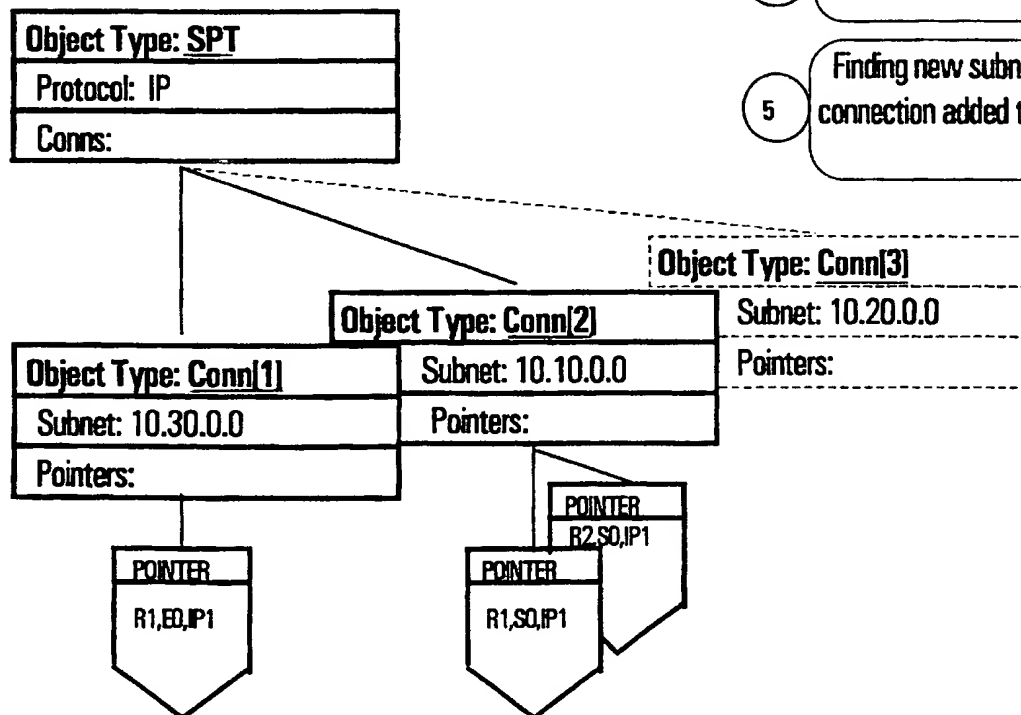 Object Type: SPT
Protocol: IP
Conns:
Finding new subn
5
connection added t
Object Type: Conn[3]
Subnet: 10.20.0.0
Pointers:
Object Type: Conn[2]
Subnet: 10.10.0.0
Pointers:
Object Type: Conn[1]
Subnet: 10.30.0.0
Pointers:
POINTER
R2,S0,IP1
POINTER
R1,E0,IP1
POINTER
R1,S0,IP1